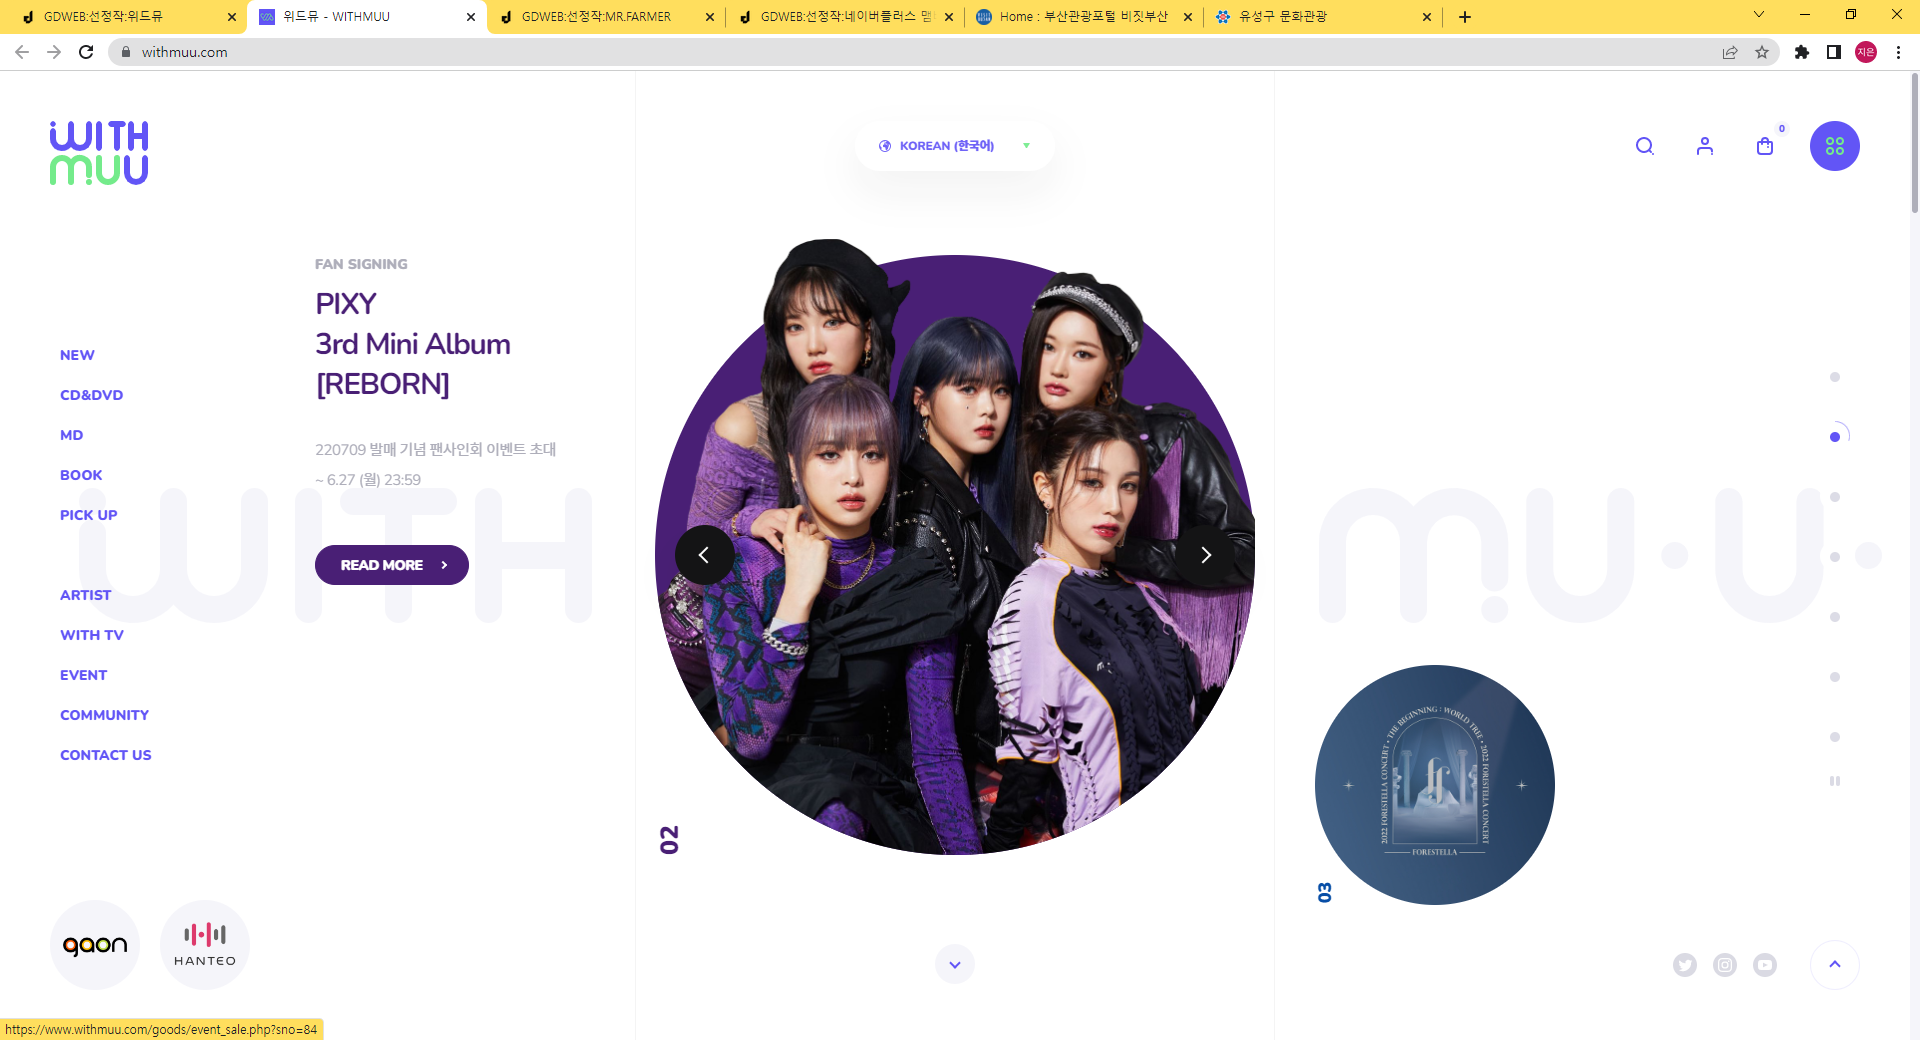 GDWEB:선정작:위드뮤
위드뮤 - WITHMUU
GDWEB:선정작:MR.FARMER
GDWEB:선정작:네이버플러스 멤
Home : 부산관광포털 비짓부산
유성구 문화관광
withmuu.com
지은
WITH
MUU
KOREAN (한국어)
0
FAN SIGNING
PIXY
3rd Mini Album
[REBORN]
220709 발매 기념 팬사인회 이벤트 초대
~ 6.27 (월) 23:59
READ MORE
NEW
CD&DVD
MD
BOOK
PICK UP
ARTIST
WITH TV
EVENT
COMMUNITY
CONTACT US
WITH
MU·U·
02
2022 FORESTELLA CONCERT • THE BEGINNING : WORLD TREE • 2022 FORESTELLA CONCERT
FORESTELLA
03
gaon
HANTEO
https://www.withmuu.com/goods/event_sale.php?sno=84